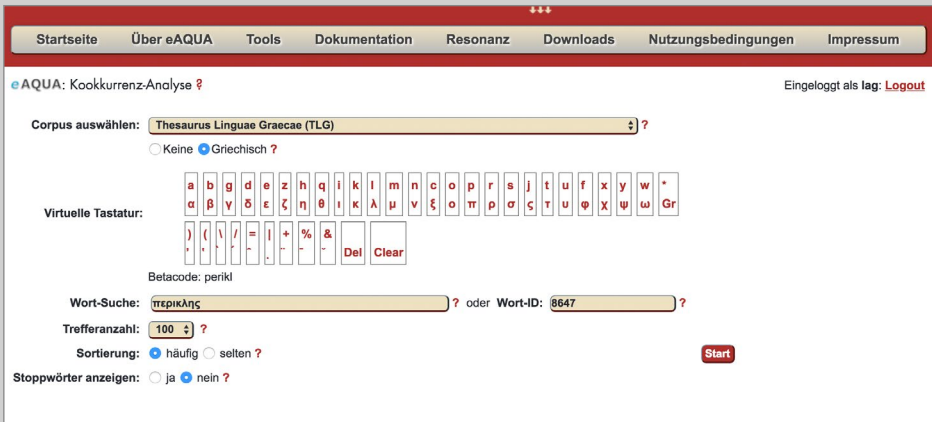 Startseite Über eAQUA Tools Dokumentation Resonanz Downloads Nutzungsbedingungen Impressum
eAQUA: Kookkurrenz-Analyse ? Eingeloggt als lag: Logout
Corpus auswählen: Thesaurus Linguae Graecae (TLG) ?
Keine Griechisch ?
a b g d e z h q i k l m n c o p r s j t u f x y w *
α β γ δ ε ζ η θ ι κ λ μ ν ξ ο π ρ σ ς τ υ φ χ ψ ω Gr
Virtuelle Tastatur:
) ( \ / = | + % & Del Clear
Betacode: perikl
Wort-Suche: περικλης ? oder Wort-ID: 8647 ?
Trefferanzahl: 100 ?
Sortierung: häufig selten ? Start
Stoppwörter anzeigen: ja nein ?